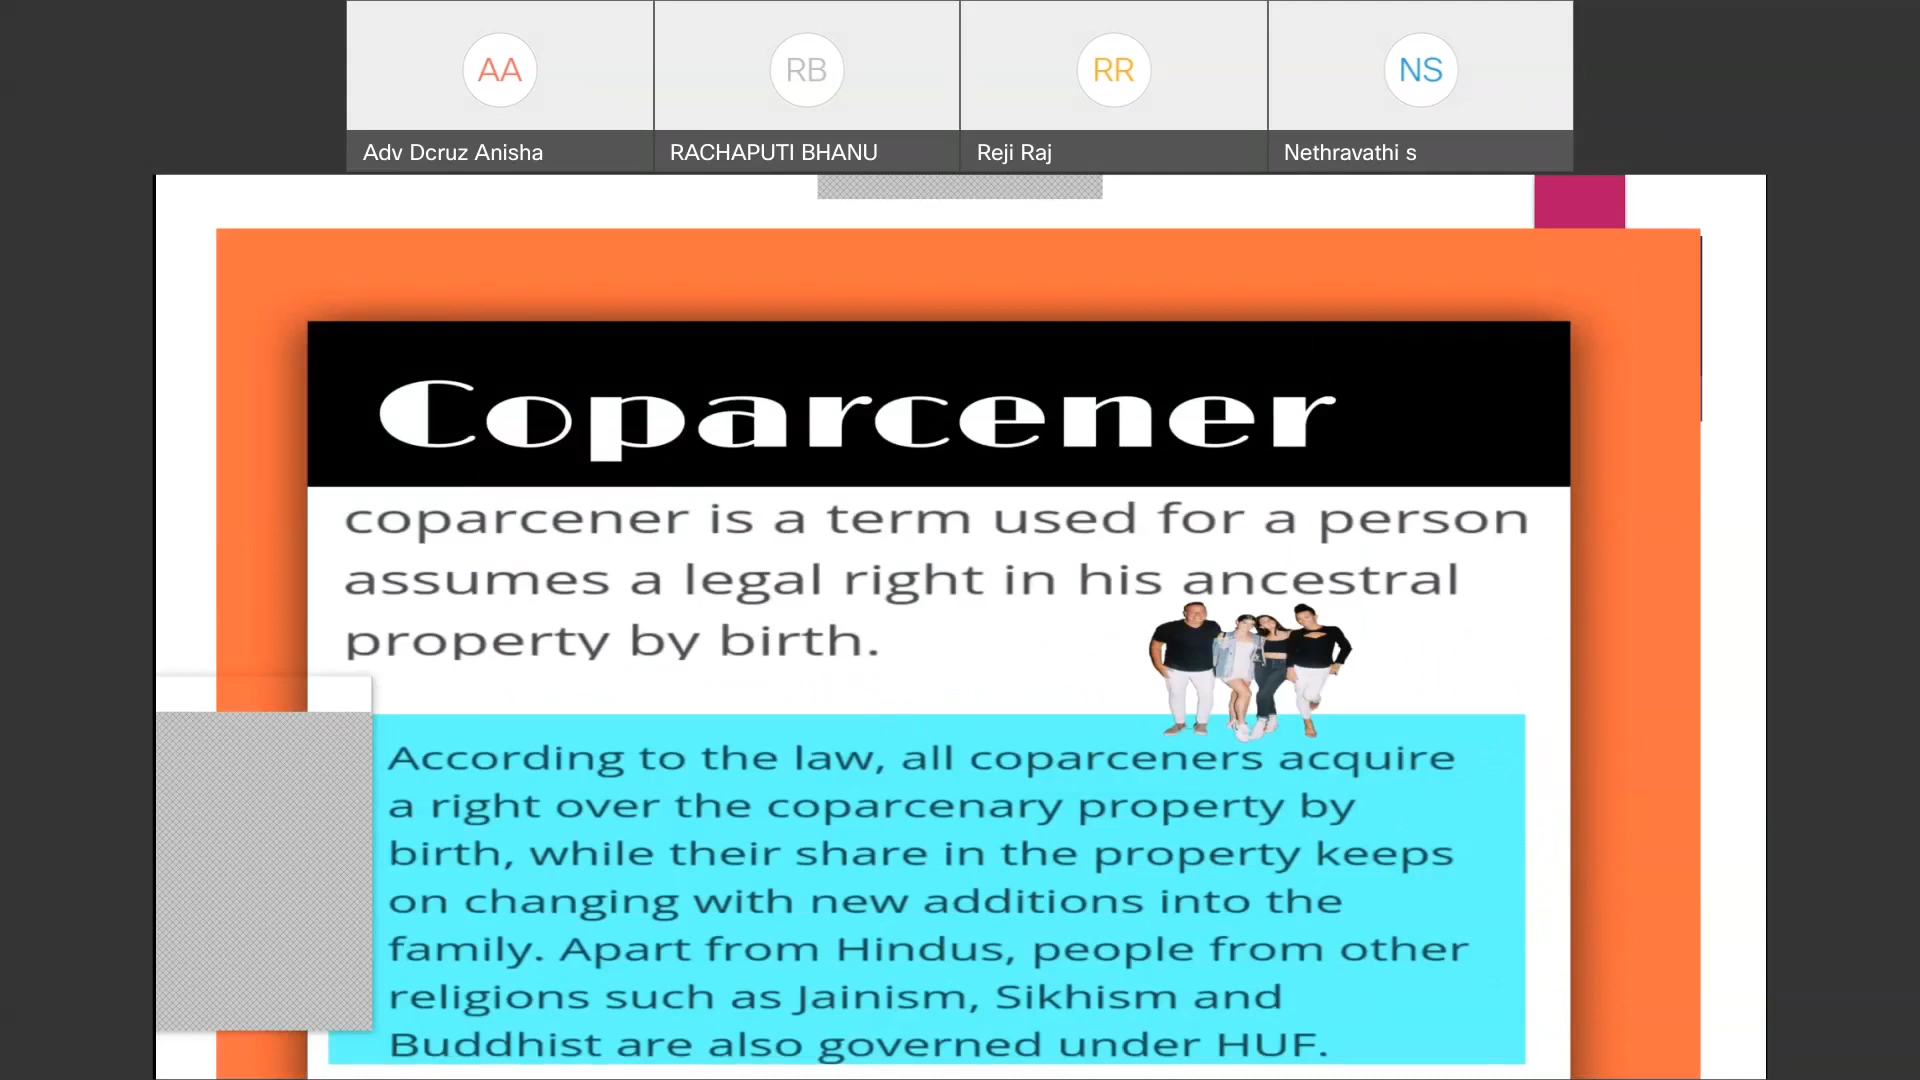 AA
RB
RR
NS
Adv Dcruz Anisha
RACHAPUTI BHANU
Reji Raj
Nethravathi s
Coparcener
coparcener is a term used for a person
assumes a legal right in his ancestral
property by birth.
According to the law, all coparceners acquire
a right over the coparcenary property by
birth, while their share in the property keeps
on changing with new additions into the
family. Apart from Hindus, people from other
religions such as Jainism, Sikhism and
Buddhist are also governed under HUF.